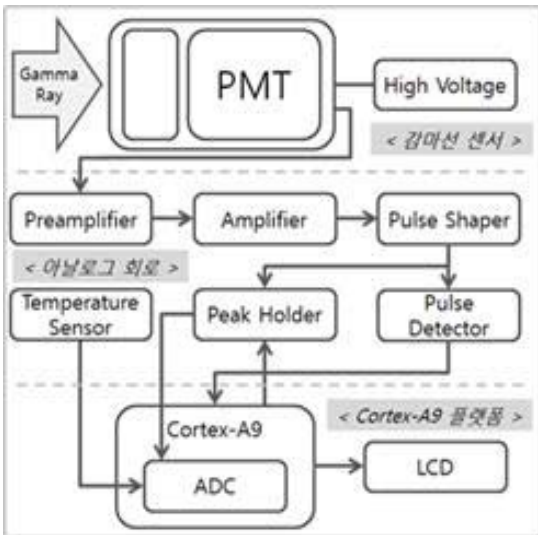 Gamma
Ray
PMT
High Voltage
< 감마선 센서 >
Preamplifier
Amplifier
Pulse Shaper
< 아날로그 회로 >
Temperature
Sensor
Peak Holder
Pulse
Detector
Cortex-A9
< Cortex-A9 플랫폼 >
ADC
LCD